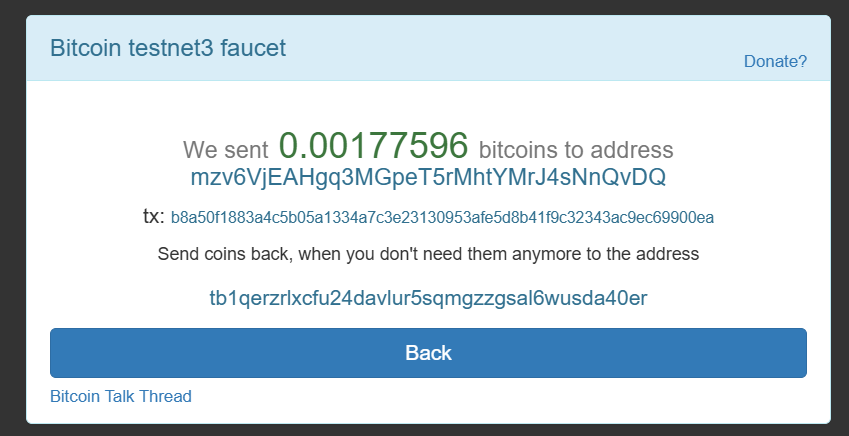 Bitcoin testnet3 faucet
Donate?
We sent 0.00177596 bitcoins to address
mzv6VjEAHgq3MGpeT5rMhtYMrJ4sNnQvDQ
tx: b8a50f1883a4c5b05a1334a7c3e23130953afe5d8b41f9c32343ac9ec69900ea
Send coins back, when you don't need them anymore to the address
tb1qerzrlxcfu24davlur5sqmgzzgsal6wusda40er
Back
Bitcoin Talk Thread